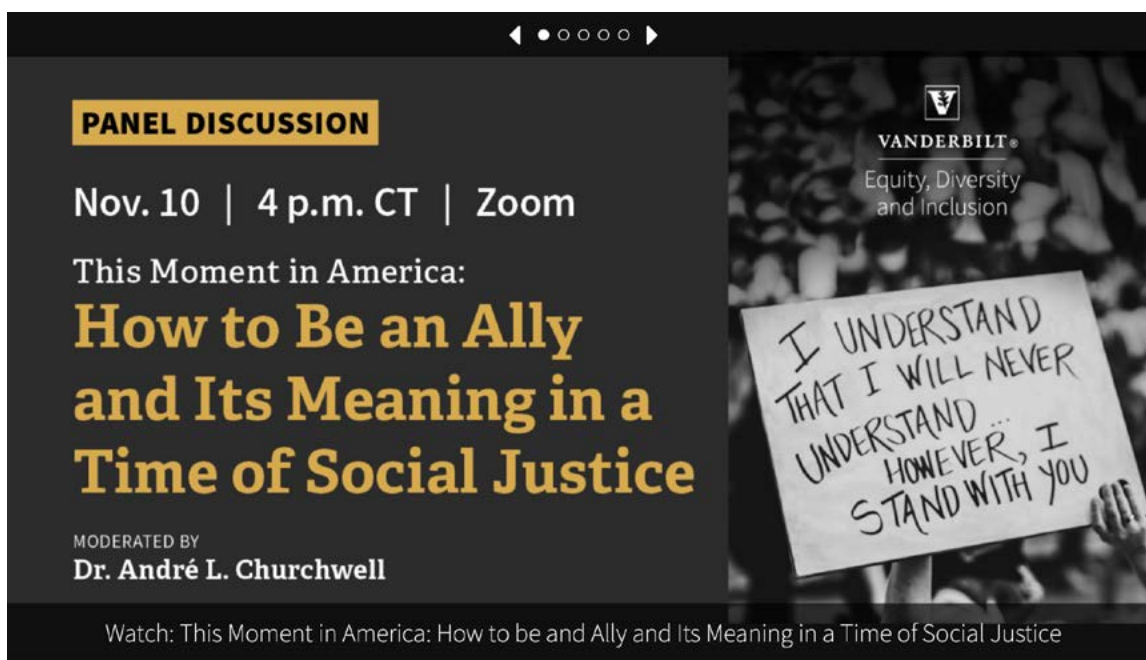 PANEL DISCUSSION
Nov. 10 | 4 p.m. CT | Zoom
This Moment in America:
How to Be an Ally
and Its Meaning in a
Time of Social Justice
MODERATED BY
Dr. André L. Churchwell
V
VANDERBILT®
Equity, Diversity
and Inclusion
I UNDERSTAND
THAT I WILL NEVER
UNDERSTAND ...
HOWEVER, I
STAND WITH YOU
Watch: This Moment in America: How to be and Ally and Its Meaning in a Time of Social Justice